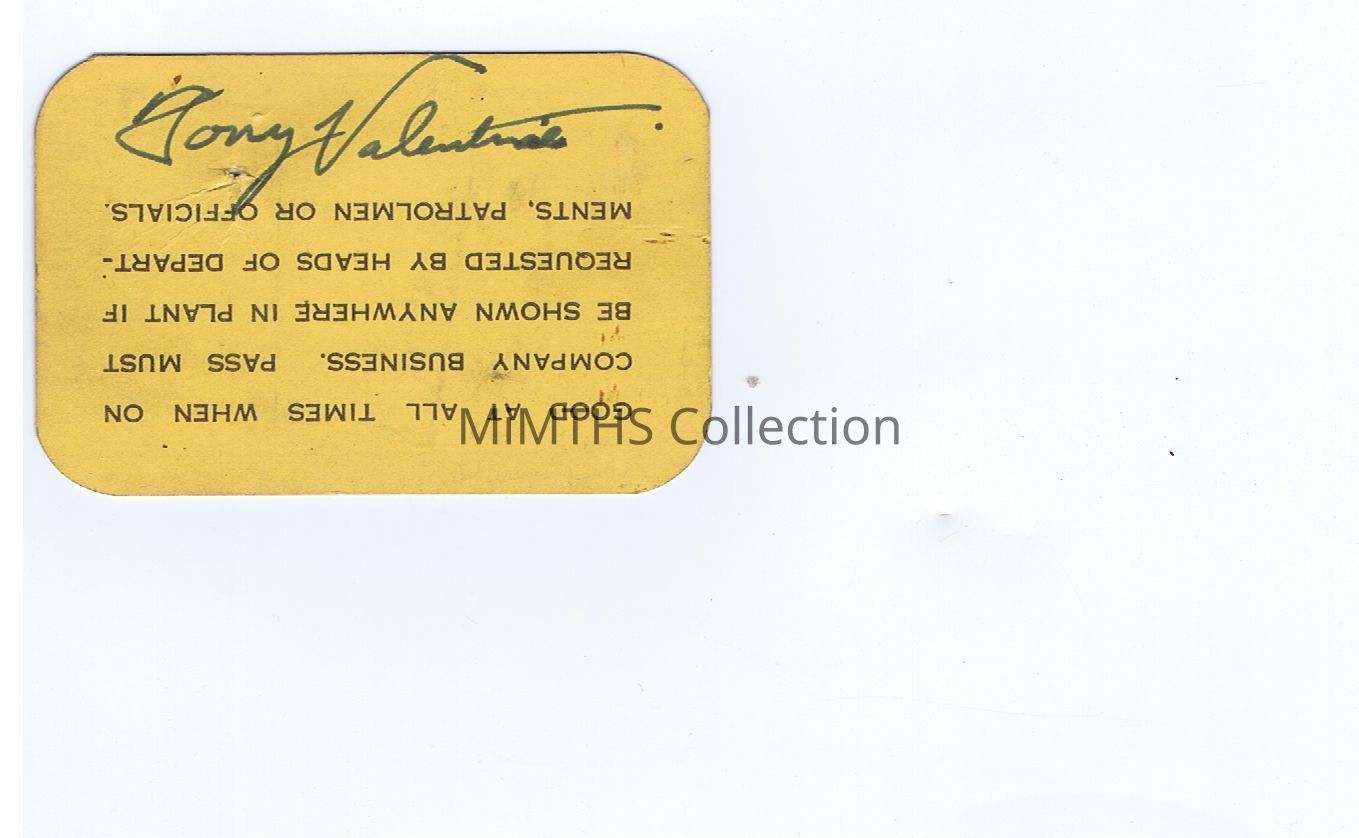 Tony Valentine
GOOD AT ALL TIMES WHEN ON
COMPANY BUSINESS. PASS MUST
BE SHOWN ANYWHERE IN PLANT IF
REQUESTED BY HEADS OF DEPART-
MENTS, PATROLMEN OR OFFICIALS.
MIMTHS Collection